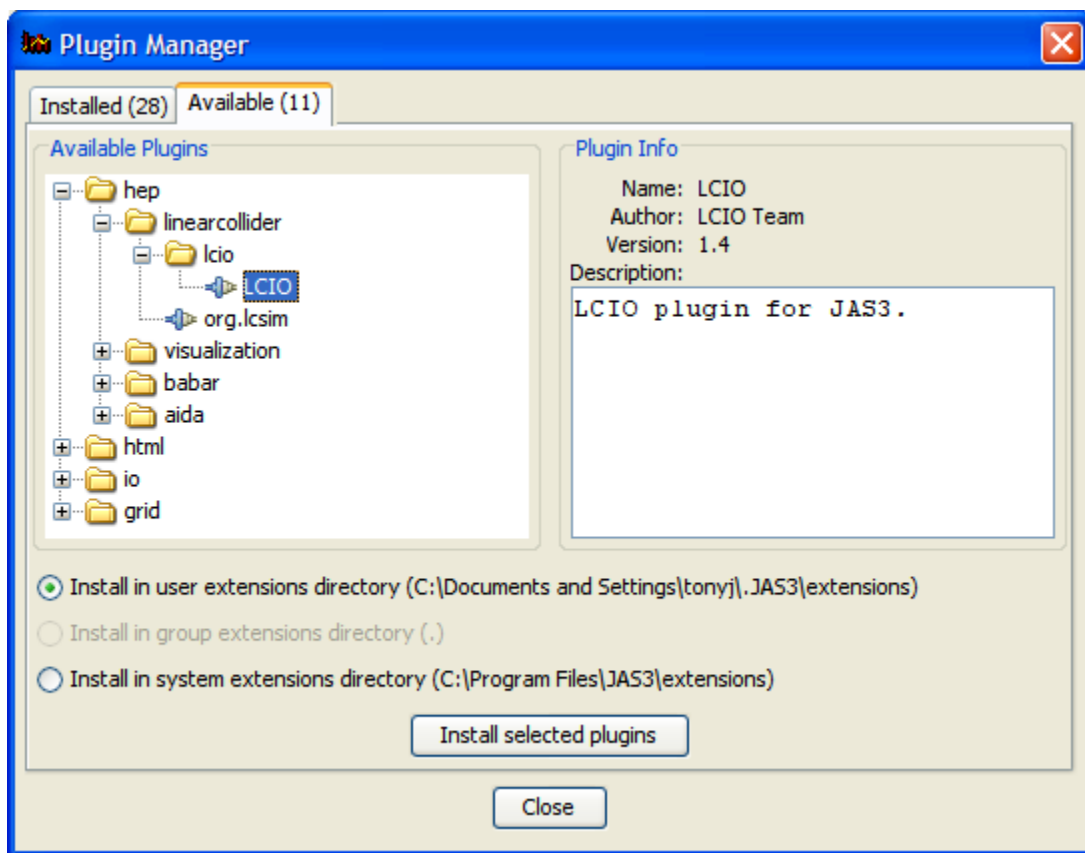 Plugin Manager
Installed (28)
Available (11)
Available Plugins
hep
linearcollider
lcio
LCIO
org.lcsim
visualization
babar
aida
html
io
grid
Plugin Info
Name: LCIO
Author: LCIO Team
Version: 1.4
Description:
LCIO plugin for JAS3.
Install in user extensions directory (C:\Documents and Settings\tonyj\.JAS3\extensions)
Install in group extensions directory (.)
Install in system extensions directory (C:\Program Files\JAS3\extensions)
Install selected plugins
Close